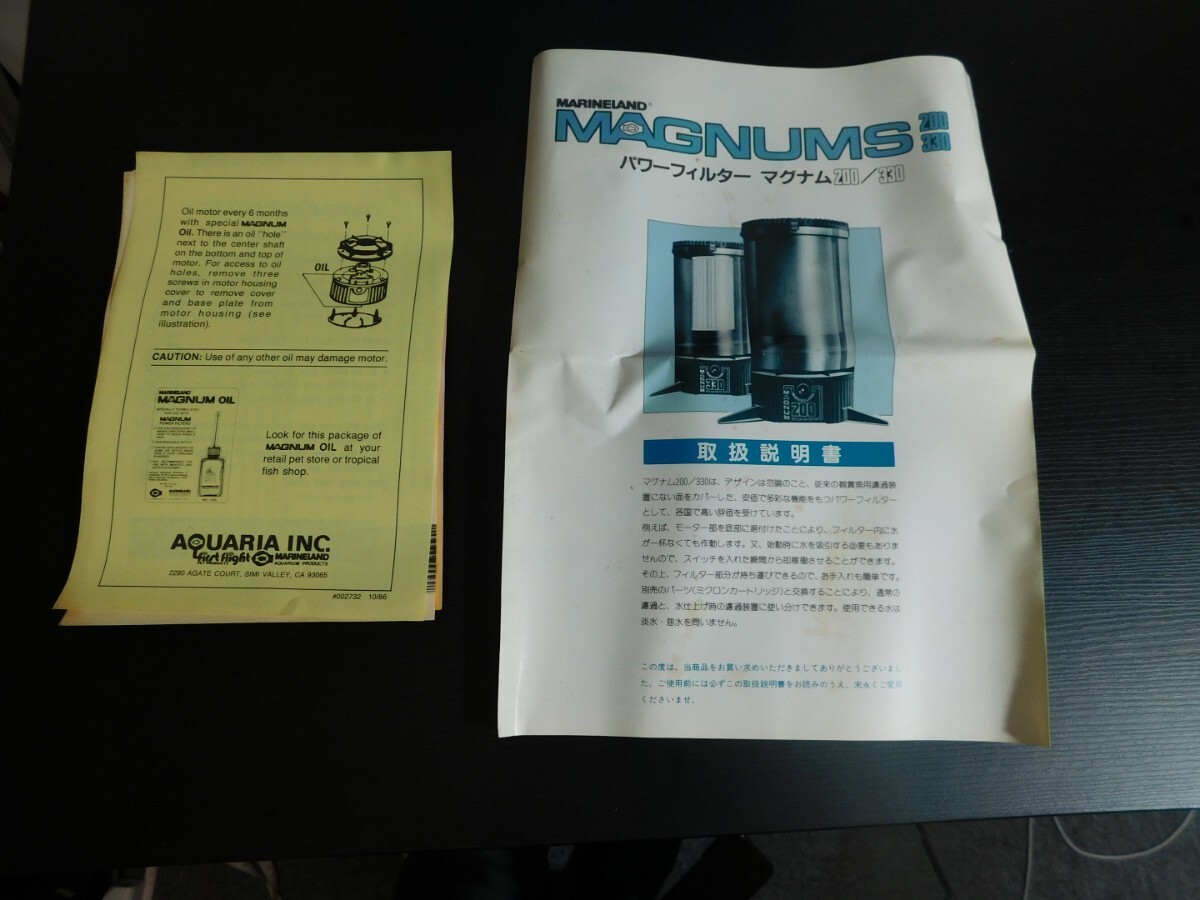 Oil motor every 6 months
with special MAGNUM
Oil. There is an oil "hole"
next to the center shaft
on the bottom and top of
motor. For access to oil
holes, remove three
screws in motor housing
cover to remove cover
and base plate from
motor housing (see
illustration).
OIL
CAUTION: Use of any other oil may damage motor.
MARINELAND
MAGNUM OIL
MAGNUM
POWER FILTERS
Look for this package of
MAGNUM OIL at your
retail pet store or tropical
fish shop.
AQUARIA INC.
first flight MARINELAND
AQUARIUM PRODUCTS
2290 AGATE COURT, SIMI VALLEY, CA 93065
#002732 10/86
MARINELAND®
MAGNUMS 200 330
パワーフィルター マグナム200/330
MAGNUM 330
MAGNUM 200
取扱説明書
マグナム200/330は、デザインは勿論のこと、従来の観賞魚用濾過装
置にない面をカバーした、安価で多彩な機能をもつパワーフィルター
として、各国で高い評価を受けています。
例えば、モーター部を底部に据付けたことにより、フィルター内に水
が一杯なくても作動します。又、始動時に水を吸引する必要もありま
せんので、スイッチを入れた瞬間から即稼働させることができます。
その上、フィルター部分が持ち運びできるので、お手入れも簡単です。
別売のパーツ(ミクロンカートリッジ)と交換することにより、通常の
濾過と、水仕上げ時の濾過装置に使い分けできます。使用できる水は
淡水・海水を問いません。
この度は、当商品をお買い求めいただきましてありがとうございまし
た。ご使用前には必ずこの取扱説明書をお読みのうえ、末永くご愛用
くださいませ。